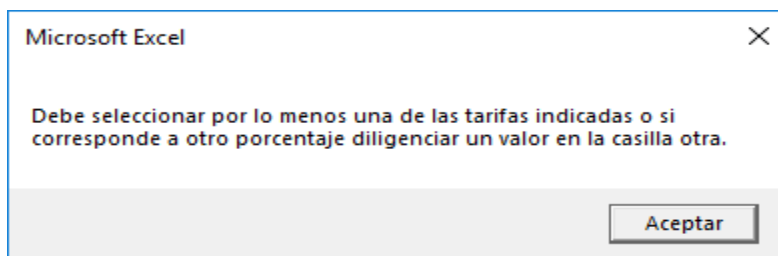 Microsoft Excel
Debe seleccionar por lo menos una de las tarifas indicadas o si
corresponde a otro porcentaje diligenciar un valor en la casilla otra.
Aceptar